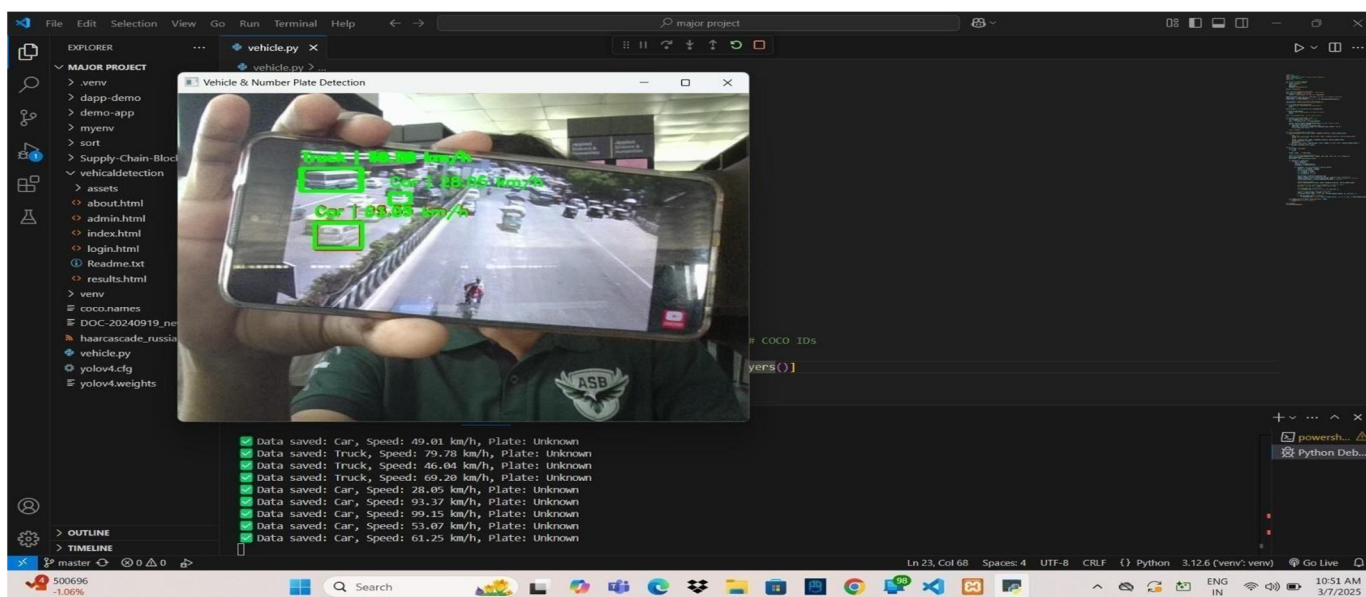 File Edit Selection View Go Run Terminal Help
major project
EXPLORER
vehicle.py
MAJOR PROJECT
vehicle.py > ...
> .venv
> dapp-demo
> demo-app
> myenv
> sort
> Supply-Chain-Block
vehicaldetection
> assets
<> about.html
<> admin.html
<> index.html
<> login.html
Readme.txt
<> results.html
> venv
coco.names
DOC-20240919_ne
haarcascade_russia
vehicle.py
yolov4.cfg
yolov4.weights
> OUTLINE
> TIMELINE
Vehicle & Number Plate Detection
Truck | km/h
Car | 28.05 km/h
Car | km/h
ASB
# COCO IDs
yers()]
✅ Data saved: Car, Speed: 49.01 km/h, Plate: Unknown
✅ Data saved: Truck, Speed: 79.78 km/h, Plate: Unknown
✅ Data saved: Truck, Speed: 46.04 km/h, Plate: Unknown
✅ Data saved: Truck, Speed: 69.20 km/h, Plate: Unknown
✅ Data saved: Car, Speed: 28.05 km/h, Plate: Unknown
✅ Data saved: Car, Speed: 93.37 km/h, Plate: Unknown
✅ Data saved: Car, Speed: 99.15 km/h, Plate: Unknown
✅ Data saved: Car, Speed: 53.07 km/h, Plate: Unknown
✅ Data saved: Car, Speed: 61.25 km/h, Plate: Unknown
powersh...
Python Deb...
master 0 0 Ln 23, Col 68 Spaces: 4 UTF-8 CRLF {} Python 3.12.6 ('venv': venv) Go Live
4
500696
-1.06%
Search
98
ENG
IN
10:51 AM
3/7/2025